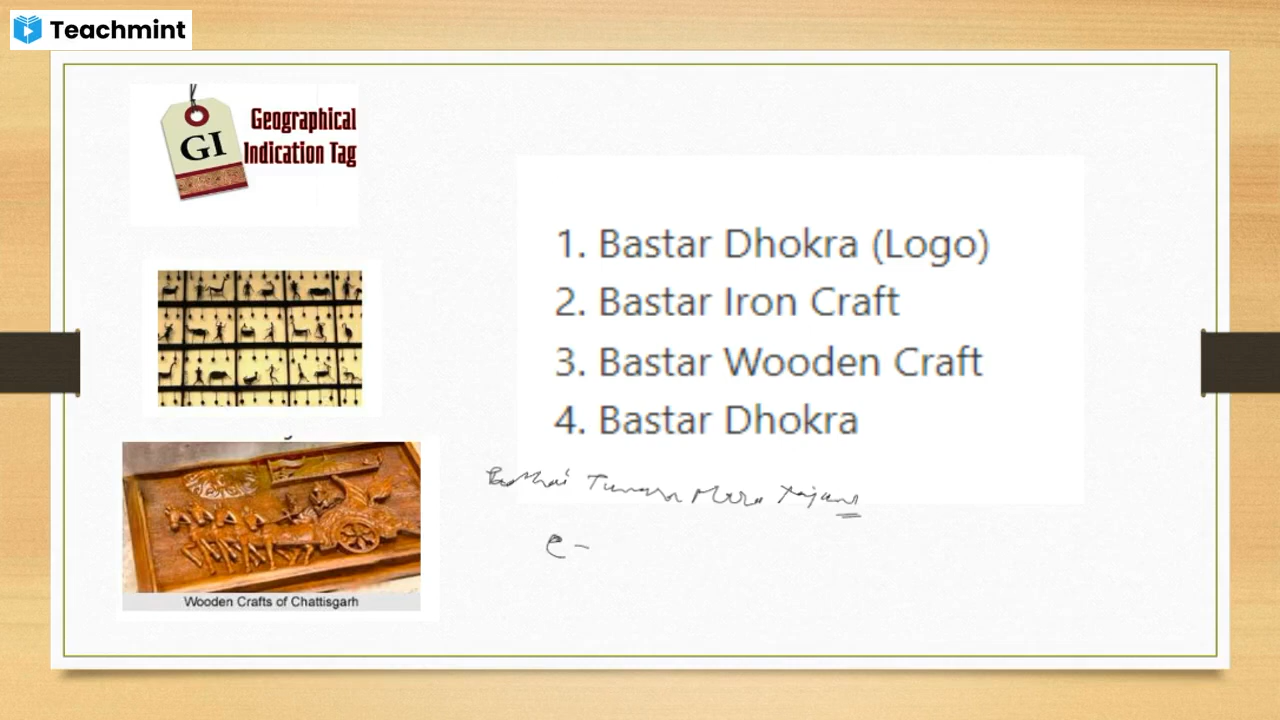 Teachmint
GI
Geographical
Indication Tag
1. Bastar Dhokra (Logo)
2. Bastar Iron Craft
3. Bastar Wooden Craft
4. Bastar Dhokra
e -
Wooden Crafts of Chattisgarh